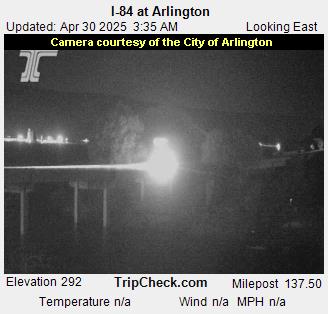 I-84 at Arlington
Updated: Apr 30 2025 3:35 AM Looking East
Camera courtesy of the City of Arlington
Elevation 292 TripCheck.com Milepost 137.50
Temperature n/a Wind n/a MPH n/a